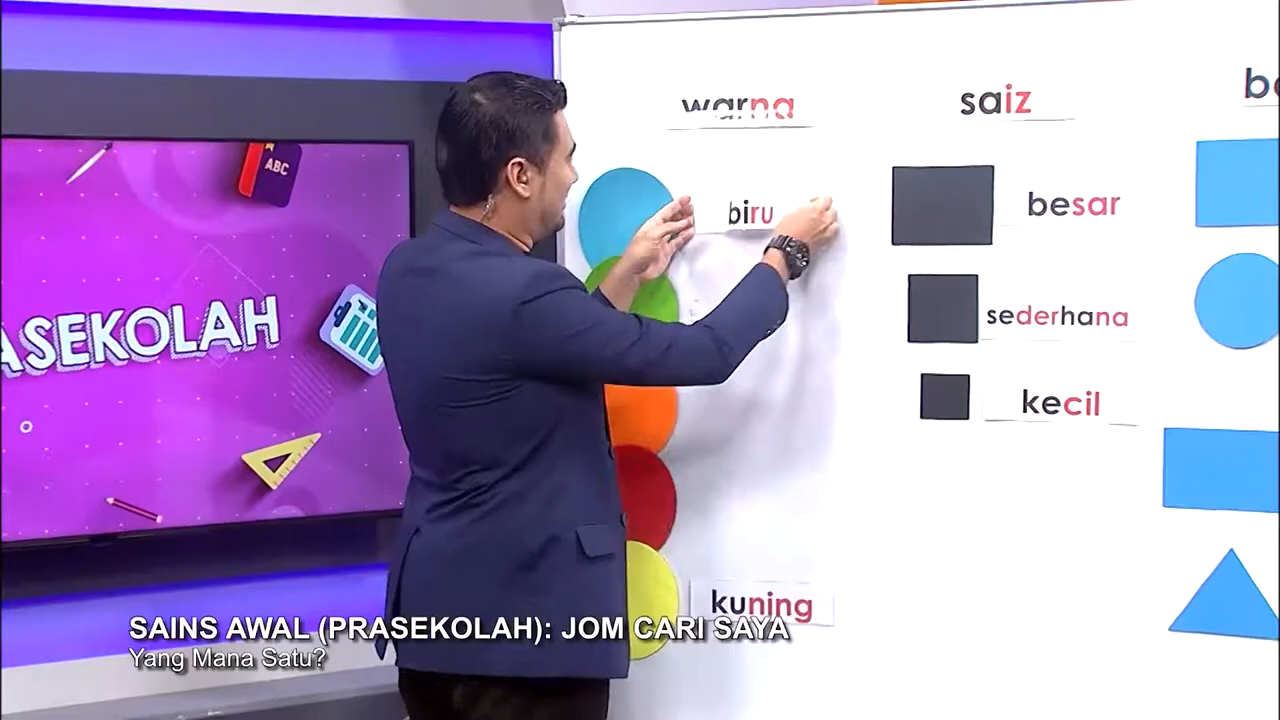 ABC
ASEKOLAH
warna
saiz
biru
besar
sederhana
kecil
kuning
SAINS AWAL (PRASEKOLAH): JOM CARI SAYA
Yang Mana Satu?